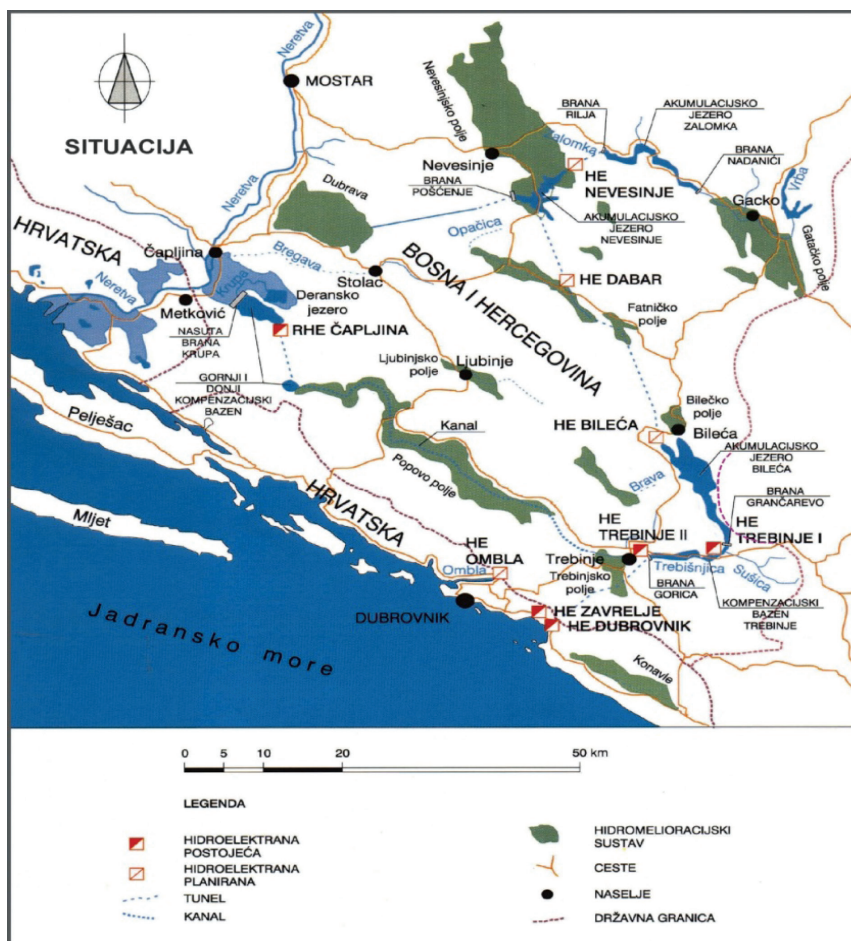 Neretva
MOSTAR
SITUACIJA
Nevesinjsko polje
BRANA
RILJA
AKUMULACIJSKO
JEZERO
ZALOMKA
Zalomka
BRANA
NADANIĆI
Nevesinje
BRANA
POŠĆENJE
HE
NEVESINJE
Vrba
Dubrava
Neretva
Gacko
AKUMULACIJSKO
JEZERO
NEVESINJE
Opačica
Gatačko polje
HRVATSKA
Čapljina
Bregava
BOSNA I HERCEGOVINA
Stolac
HE DABAR
Neretva
Krupa
Deransko
jezero
Metković
Fatničko
polje
NASUTA
BRANA
KRUPA
RHE ČAPLJINA
Ljubinjsko
polje
Ljubinje
GORNJI I
DONJI
KOMPENZACIJSKI
BAZEN
Bilečko
polje
Pelješac
Kanal
HE BILEĆA
Bileća
AKUMULACIJSKO
JEZERO
BILEĆA
Popovo polje
Brava
BRANA
GRANČAREVO
Mljet
HRVATSKA
HE
TREBINJE II
HE
TREBINJE I
HE
OMBLA
Ombla
Trebinje
Trebišnjica
Sušica
Trebinjsko
polje
BRANA
GORICA
KOMPENZACIJSKI
BAZEN
TREBINJE
DUBROVNIK
HE ZAVRELJE
HE DUBROVNIK
Jadransko more
Konavle
0 5 10 20 50 km
LEGENDA
HIDROELEKTRANA
POSTOJEĆA
HIDROELEKTRANA
PLANIRANA
TUNEL
KANAL
HIDROMELIORACIJSKI
SUSTAV
CESTE
NASELJE
DRŽAVNA GRANICA